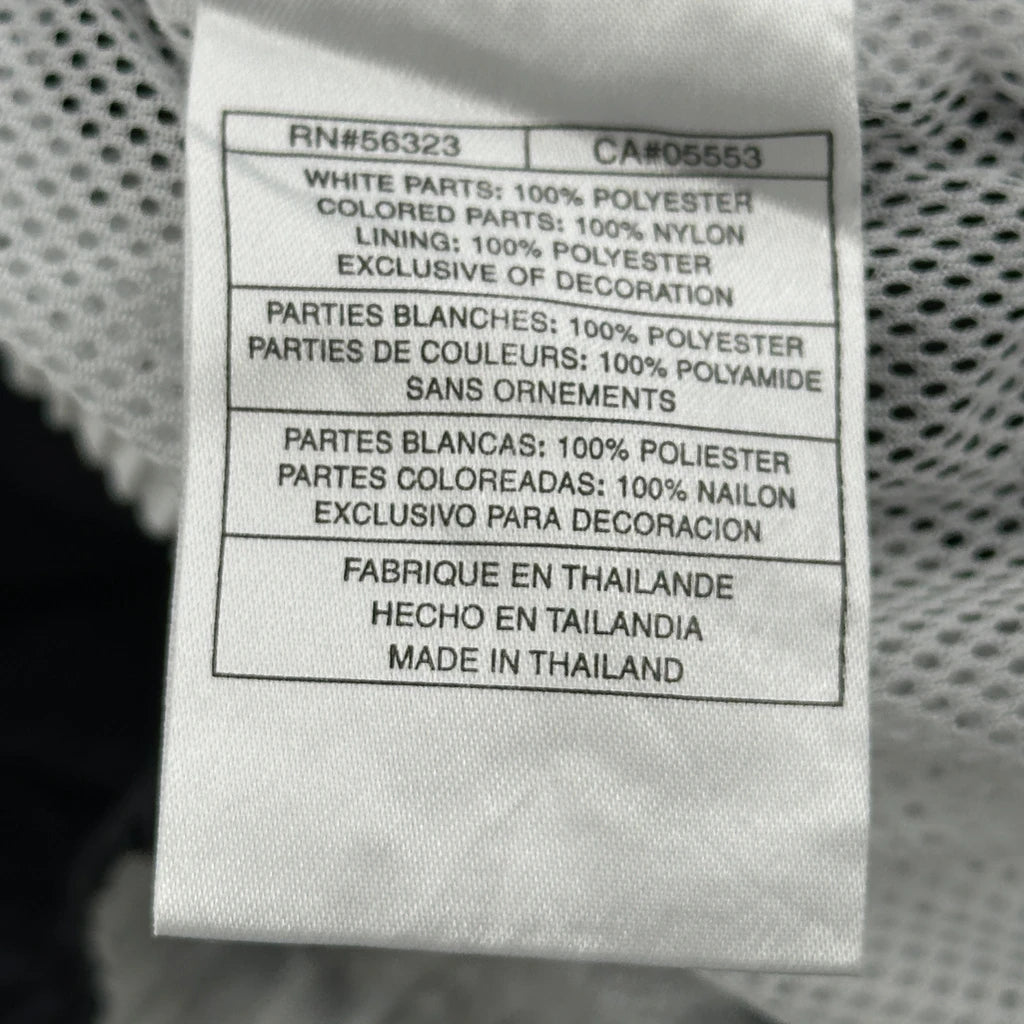 RN#56323 CA#05553
WHITE PARTS: 100% POLYESTER
COLORED PARTS: 100% NYLON
LINING: 100% POLYESTER
EXCLUSIVE OF DECORATION
PARTIES BLANCHES: 100% POLYESTER
PARTIES DE COULEURS: 100% POLYAMIDE
SANS ORNEMENTS
PARTES BLANCAS: 100% POLIESTER
PARTES COLOREADAS: 100% NAILON
EXCLUSIVO PARA DECORACION
FABRIQUE EN THAILANDE
HECHO EN TAILANDIA
MADE IN THAILAND